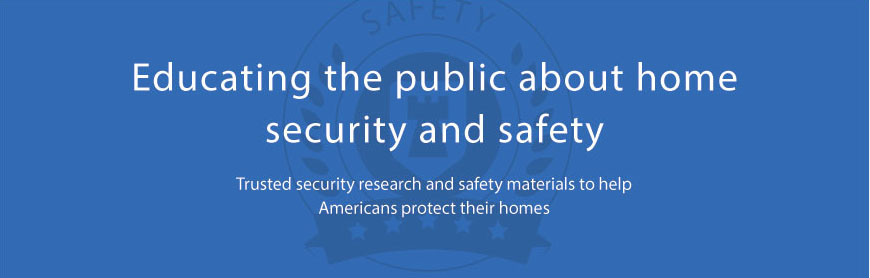 SAFETY
Educating the public about home
security and safety
Trusted security research and safety materials to help
Americans protect their homes